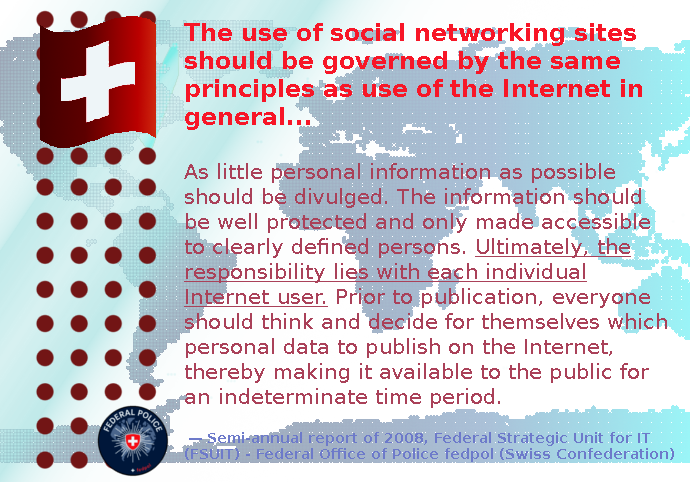 The use of social networking sites
should be governed by the same
principles as use of the Internet in
general...
As little personal information as possible
should be divulged. The information should
be well protected and only made accessible
to clearly defined persons. Ultimately, the
responsibility lies with each individual
Internet user. Prior to publication, everyone
should think and decide for themselves which
personal data to publish on the Internet,
thereby making it available to the public for
an indeterminate time period.
FEDERAL POLICE
— Semi-annual report of 2008, Federal Strategic Unit for IT
(FSUIT) - Federal Office of Police fedpol (Swiss Confederation)